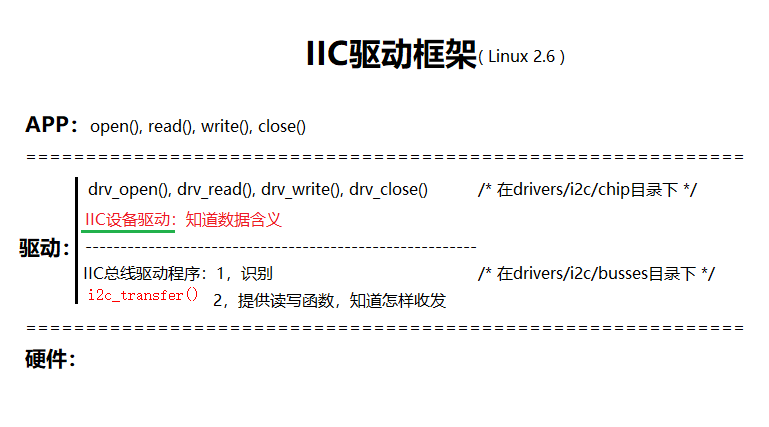 IIC驱动框架( Linux 2.6 )
APP：open(), read(), write(), close()
============================================================
drv_open(), drv_read(), drv_write(), drv_close() /* 在drivers/i2c/chip目录下 */
IIC设备驱动：知道数据含义
驱动：
--------------------------------------------------------
IIC总线驱动程序：1，识别 /* 在drivers/i2c/busses目录下 */
i2c_transfer() 2，提供读写函数，知道怎样收发
============================================================
硬件：